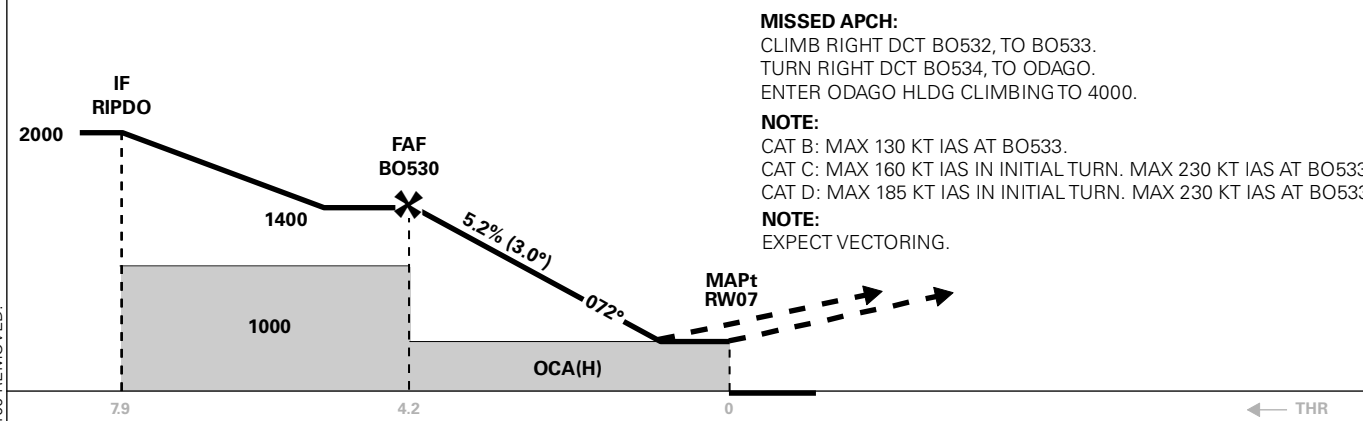 MISSED APCH:
CLIMB RIGHT DCT BO532, TO BO533.
TURN RIGHT DCT BO534, TO ODAGO.
ENTER ODAGO HLDG CLIMBING TO 4000.
NOTE:
CAT B: MAX 130 KT IAS AT BO533.
CAT C: MAX 160 KT IAS IN INITIAL TURN. MAX 230 KT IAS AT BO533
CAT D: MAX 185 KT IAS IN INITIAL TURN. MAX 230 KT IAS AT BO533
NOTE:
EXPECT VECTORING.
IF
RIPDO
2000
FAF
BO530
1400
5.2% (3.0°)
072°
MAPt
RW07
1000
OCA(H)
7.9
4.2
0
THR